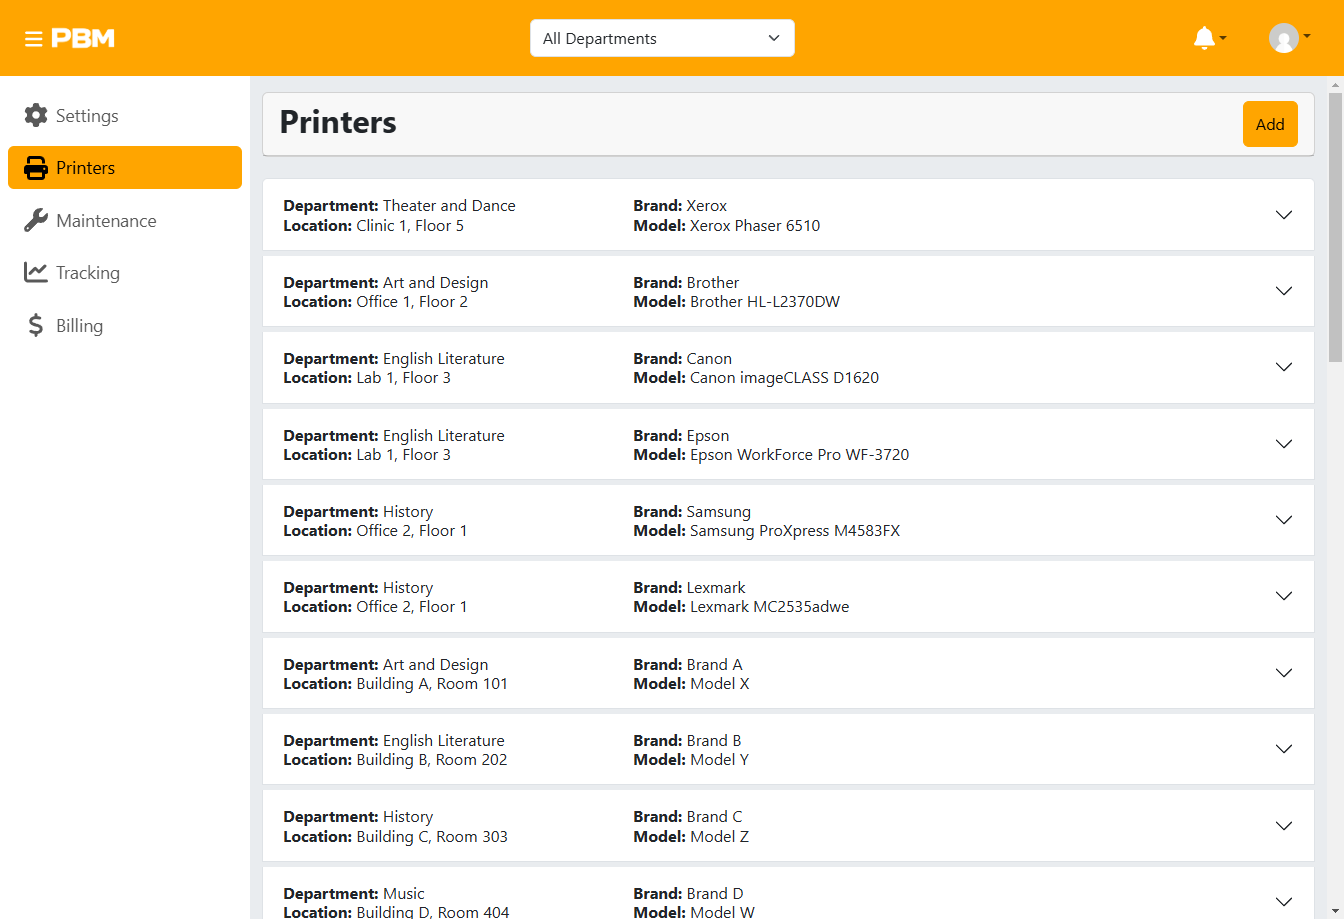 PBM
All Departments
Settings
Printers
Maintenance
Tracking
Billing
Printers
Add
Department: Theater and Dance
Location: Clinic 1, Floor 5
Brand: Xerox
Model: Xerox Phaser 6510
Department: Art and Design
Location: Office 1, Floor 2
Brand: Brother
Model: Brother HL-L2370DW
Department: English Literature
Location: Lab 1, Floor 3
Brand: Canon
Model: Canon imageCLASS D1620
Department: English Literature
Location: Lab 1, Floor 3
Brand: Epson
Model: Epson WorkForce Pro WF-3720
Department: History
Location: Office 2, Floor 1
Brand: Samsung
Model: Samsung ProXpress M4583FX
Department: History
Location: Office 2, Floor 1
Brand: Lexmark
Model: Lexmark MC2535adwe
Department: Art and Design
Location: Building A, Room 101
Brand: Brand A
Model: Model X
Department: English Literature
Location: Building B, Room 202
Brand: Brand B
Model: Model Y
Department: History
Location: Building C, Room 303
Brand: Brand C
Model: Model Z
Department: Music
Location: Building D, Room 404
Brand: Brand D
Model: Model W